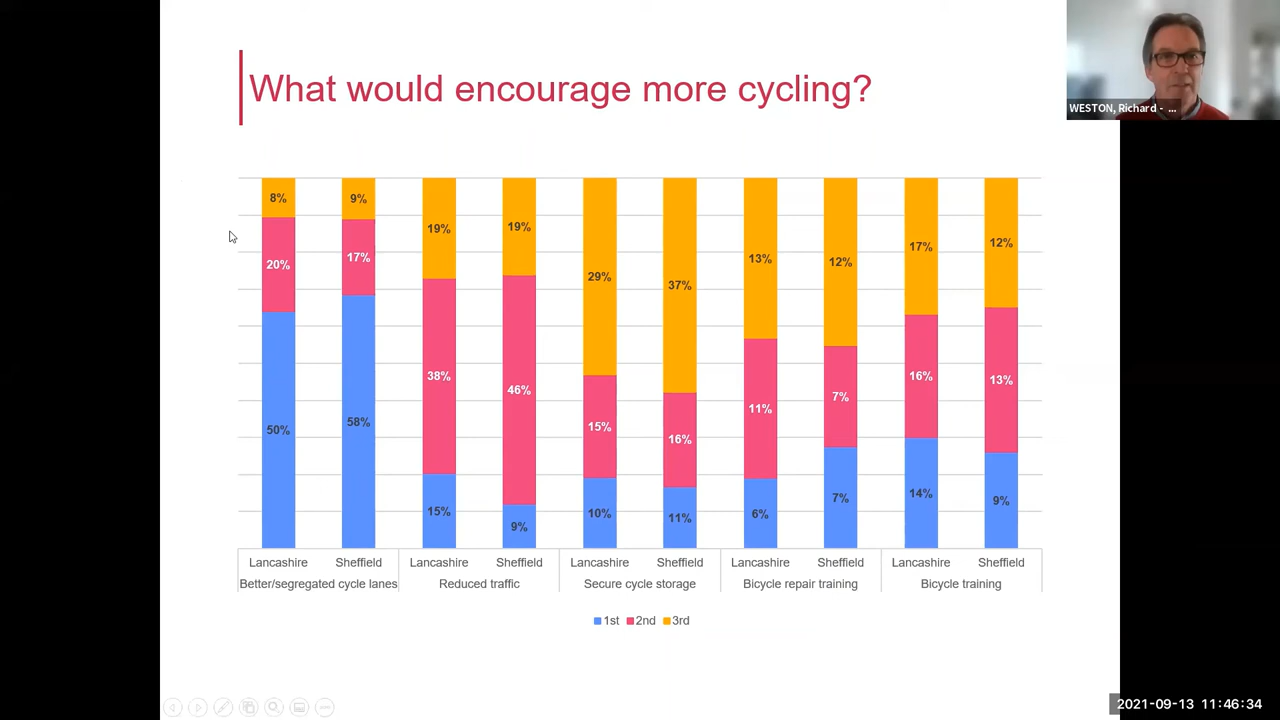 What would encourage more cycling?
WESTON, Richard - ...
8% 9% 19% 19% 29% 37% 13% 12% 17% 12%
20% 17% 38% 46% 15% 16% 11% 7% 16% 13%
50% 58% 15% 9% 10% 11% 6% 7% 14% 9%
Lancashire Sheffield Lancashire Sheffield Lancashire Sheffield Lancashire Sheffield Lancashire Sheffield
Better/segregated cycle lanes Reduced traffic Secure cycle storage Bicycle repair training Bicycle training
1st 2nd 3rd
2021-09-13 11:46:34